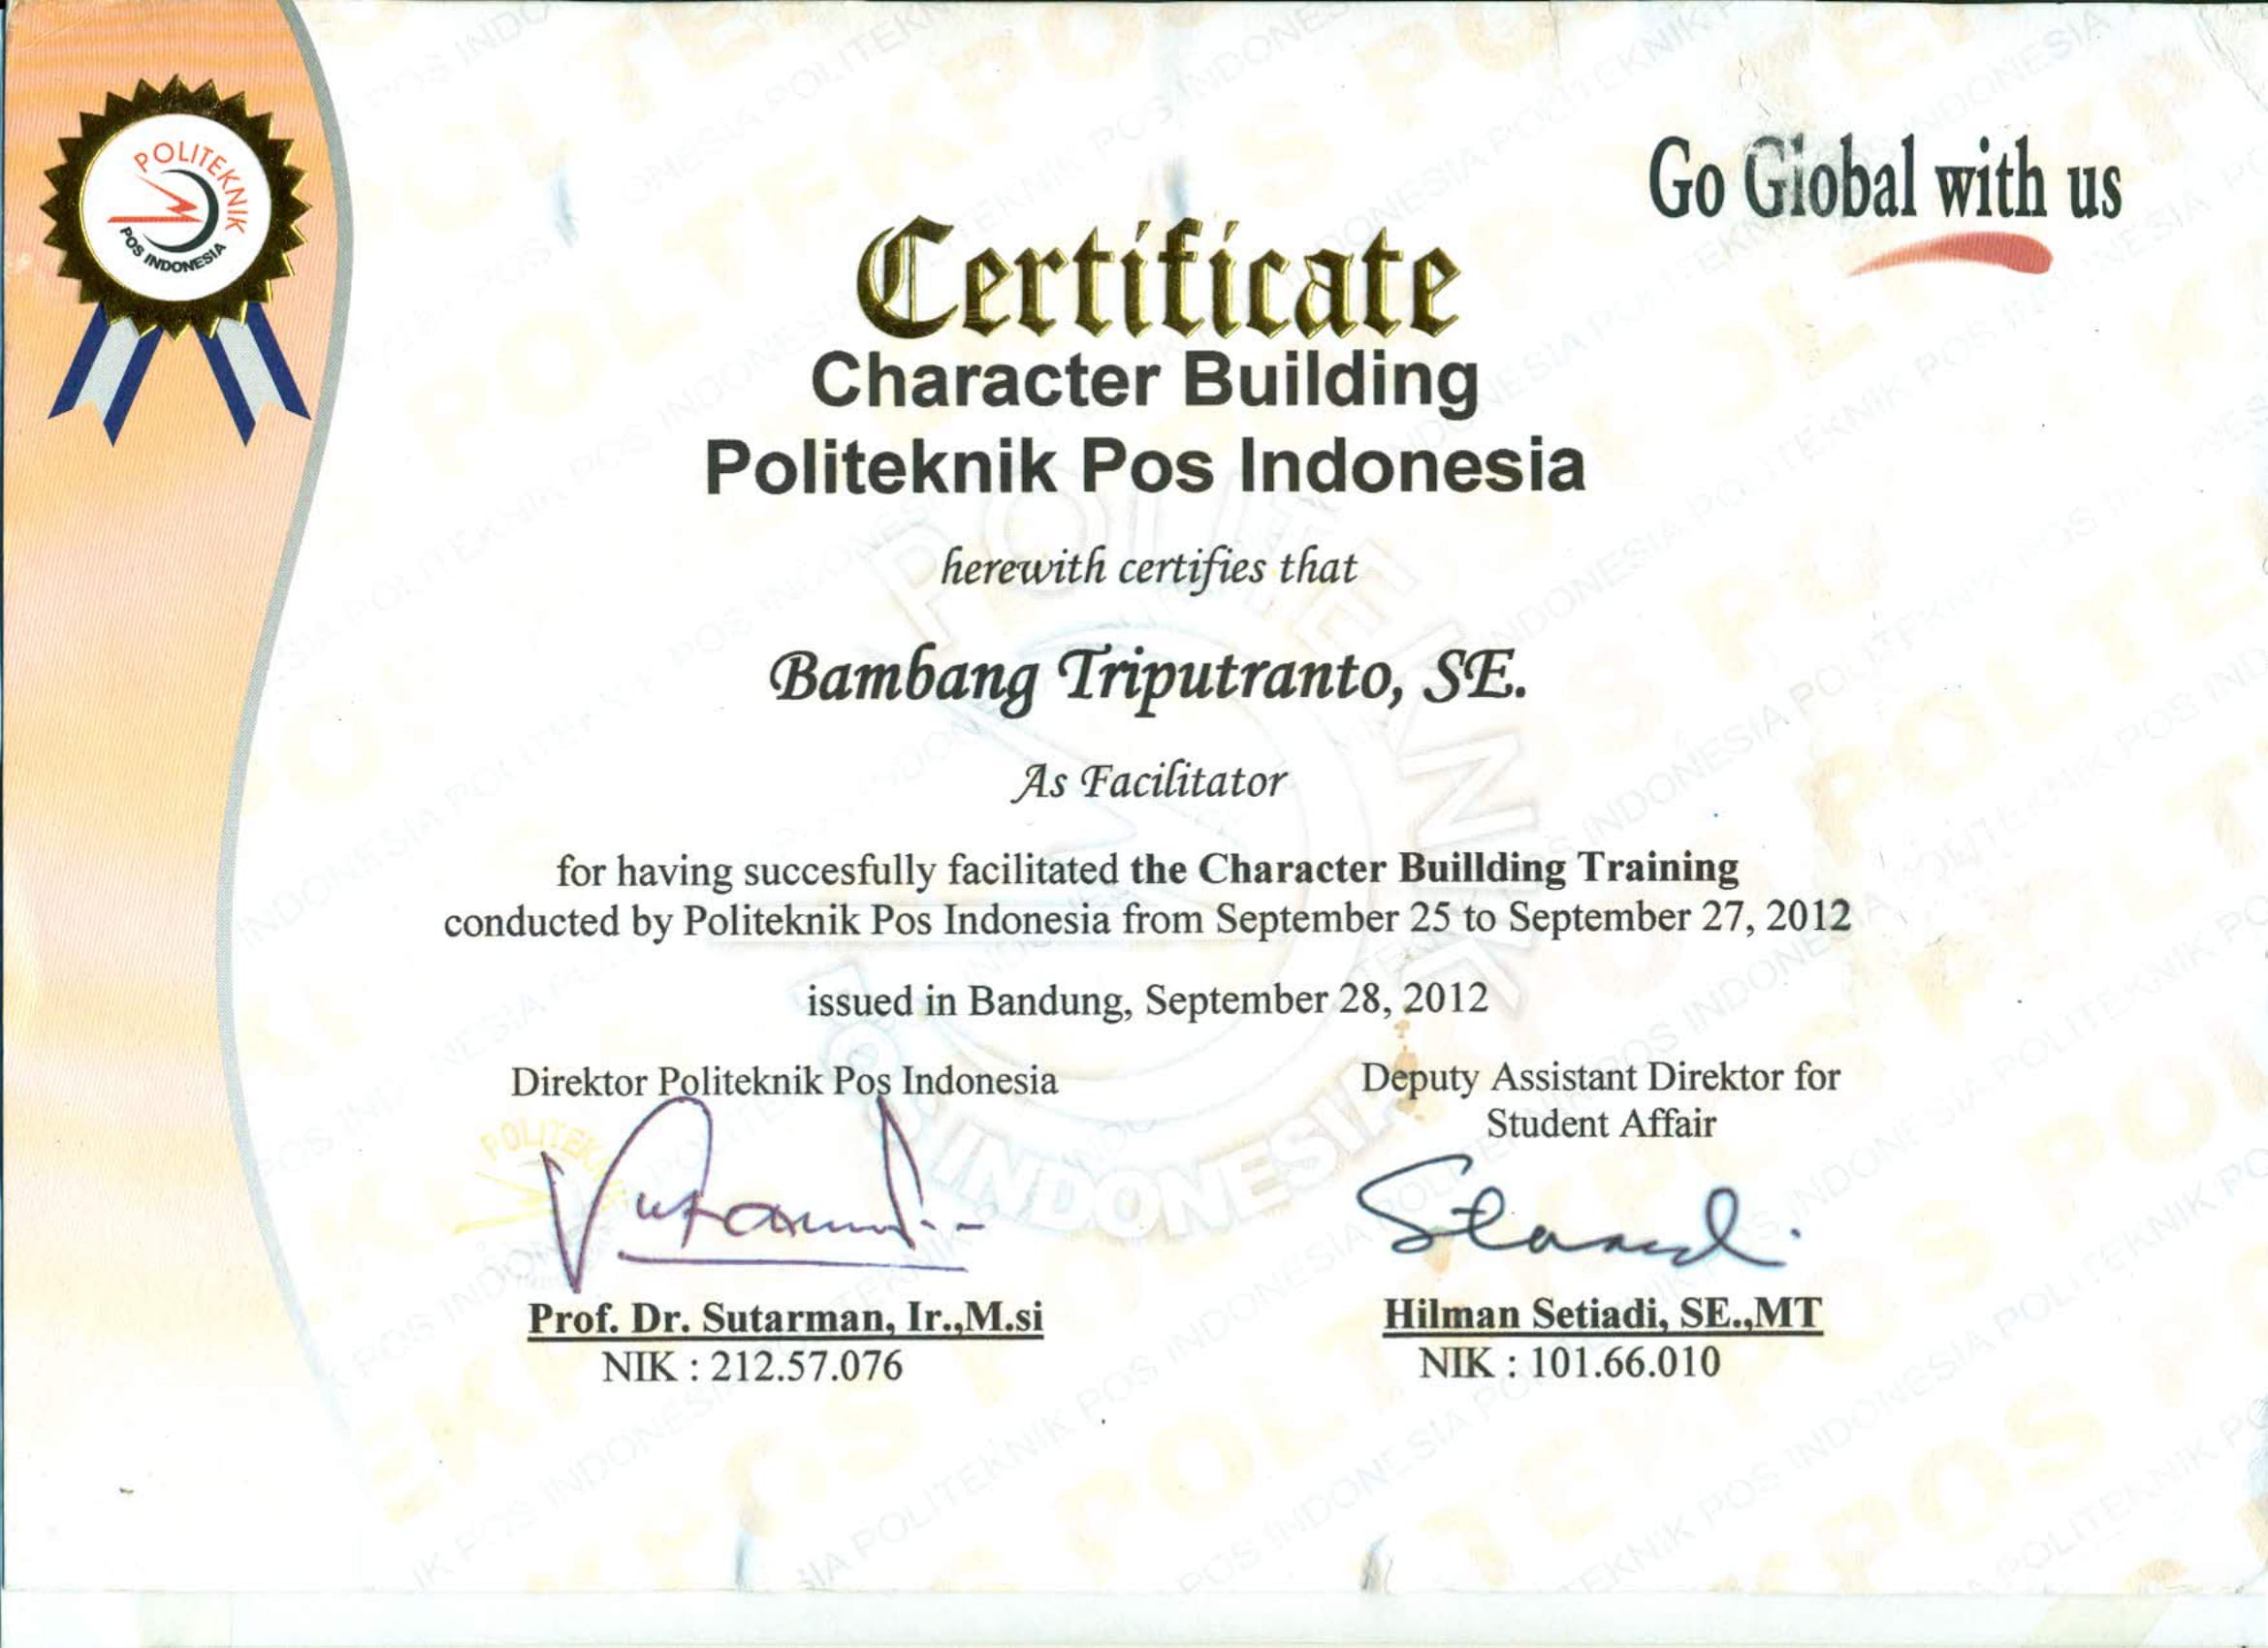 POLITEKNIK
POS INDONESIA
Go Global with us
Certificate
Character Building
Politeknik Pos Indonesia
herewith certifies that
Bambang Triputranto, SE.
As Facilitator
for having succesfully facilitated the Character Buillding Training
conducted by Politeknik Pos Indonesia from September 25 to September 27, 2012
issued in Bandung, September 28, 2012
Direktor Politeknik Pos Indonesia
Deputy Assistant Direktor for
Student Affair
Prof. Dr. Sutarman, Ir.,M.si
NIK : 212.57.076
Hilman Setiadi, SE.,MT
NIK : 101.66.010